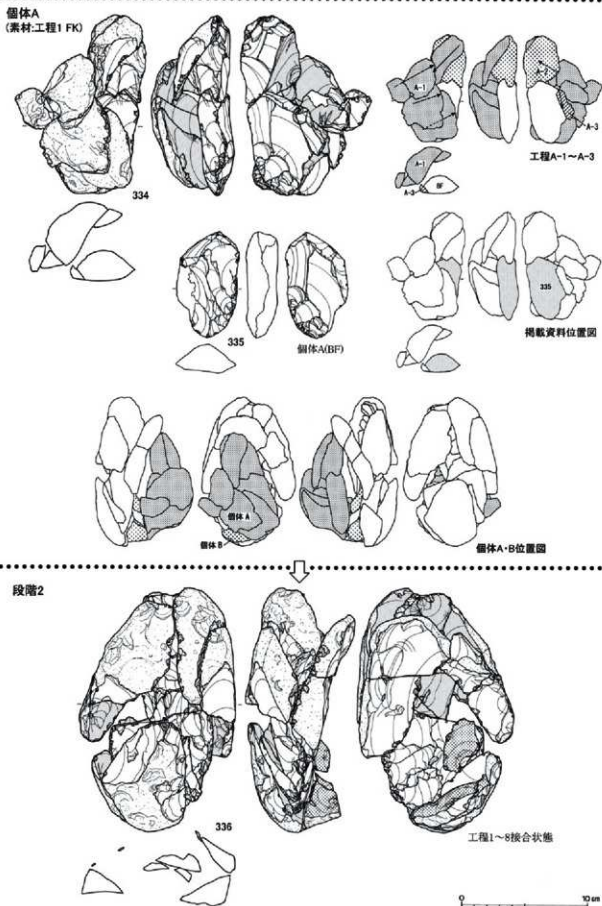 個体A
(素材:工程1 FK)
334
A-1
A-2
A-3
工程A-1～A-3
A-1
A-3
BF
335
個体A(BF)
335
掲載資料位置図
個体A
個体B
個体A・B位置図
段階2
336
工程1～8接合状態
0 10cm